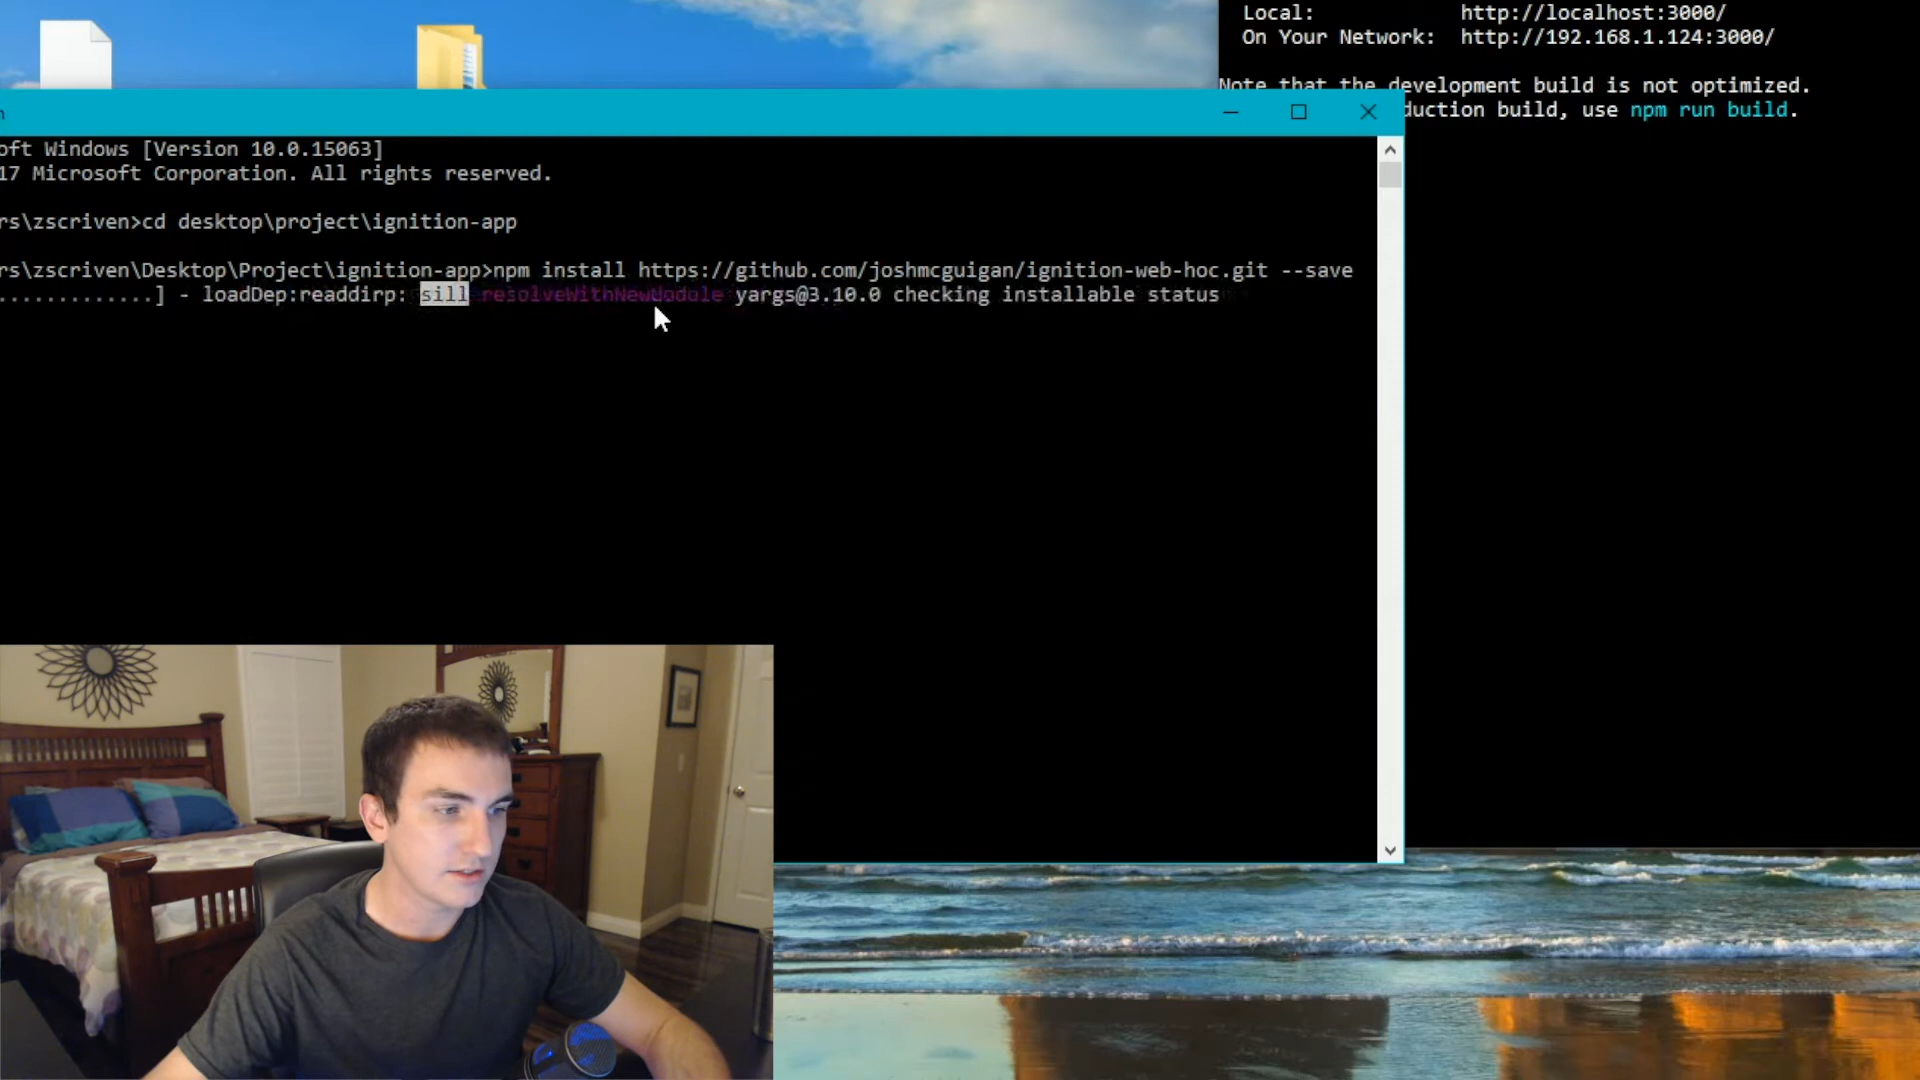 Local: http://localhost:3000/
On Your Network: http://192.168.1.124:3000/
Note that the development build is not optimized.
duction build, use npm run build.
oft Windows [Version 10.0.15063]
17 Microsoft Corporation. All rights reserved.
rs\zscriven>cd desktop\project\ignition-app
rs\zscriven\Desktop\Project\ignition-app>npm install https://github.com/joshmcguigan/ignition-web-hoc.git --save
.............] - loadDep:readdirp: sill resolveWithNewModule yargs@3.10.0 checking installable status